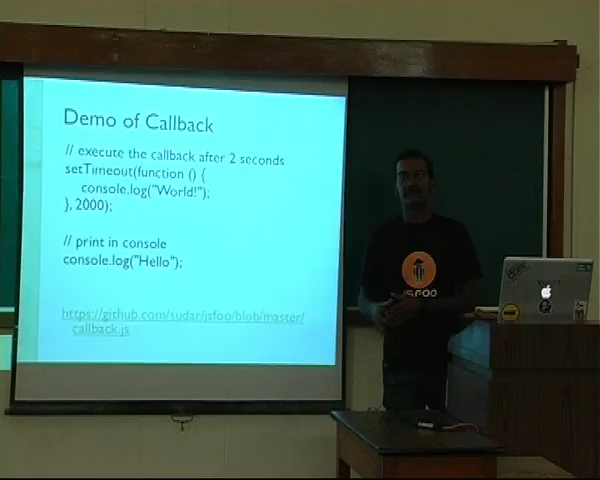 Demo of Callback
// execute the callback after 2 seconds
setTimeout(function () {
console.log("World!");
}, 2000);
// print in console
console.log("Hello");
https://github.com/sudar/jsfoo/blob/master/
callback.js
JSFOO